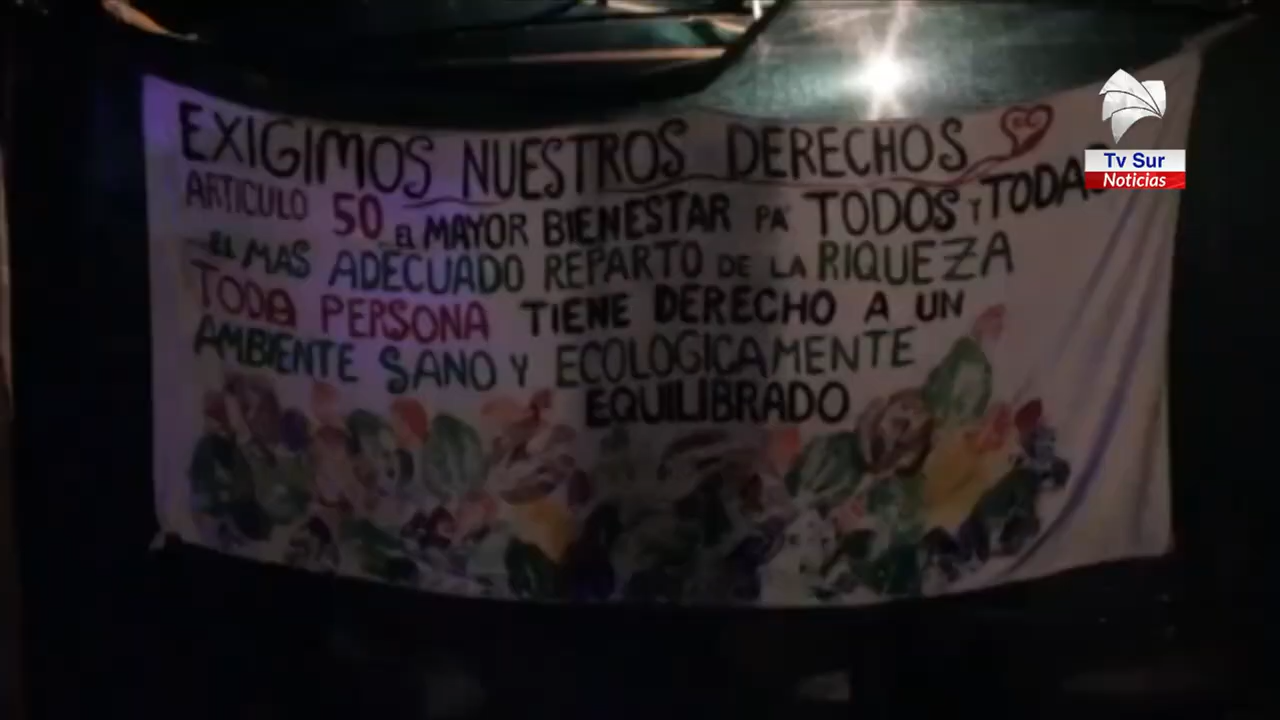 EXIGIMOS NUESTROS DERECHOS
ARTICULO 50 el MAYOR BIENESTAR PA' TODOS Y TODAS
EL MAS ADECUADO REPARTO DE LA RIQUEZA
TODA PERSONA TIENE DERECHO A UN
AMBIENTE SANO Y ECOLOGICAMENTE
EQUILIBRADO
Tv Sur
Noticias